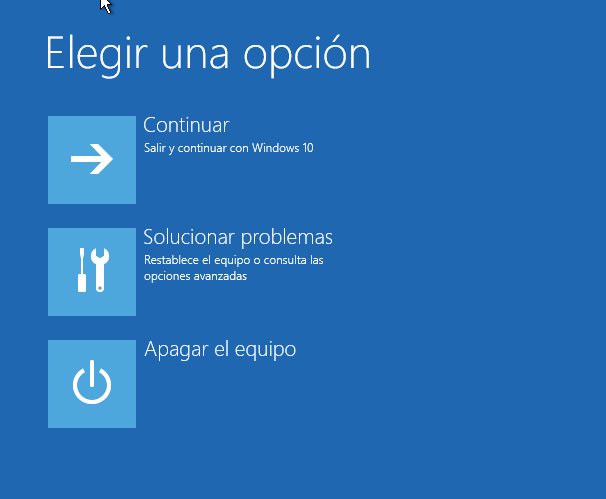 Elegir una opción
Continuar
Salir y continuar con Windows 10
Solucionar problemas
Restablece el equipo o consulta las
opciones avanzadas
Apagar el equipo